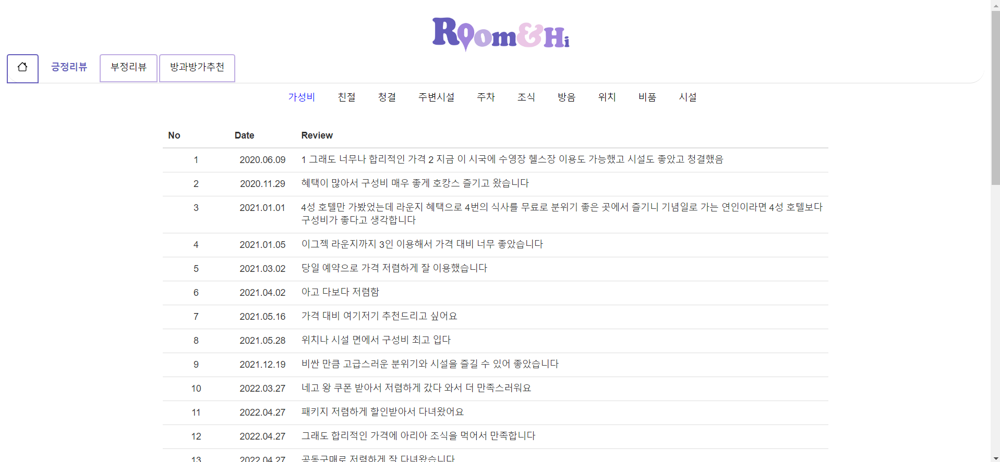 Room&Hi
긍정리뷰 부정리뷰 방과방가추천
가성비 친절 청결 주변시설 주차 조식 방음 위치 비품 시설
No Date Review
1 2020.06.09 1 그래도 너무나 합리적인 가격 2 지금 이 시국에 수영장 헬스장 이용도 가능했고 시설도 좋았고 청결했음
2 2020.11.29 혜택이 많아서 구성비 매우 좋게 호캉스 즐기고 왔습니다
3 2021.01.01 4성 호텔만 가봤었는데 라운지 혜택으로 4번의 식사를 무료로 분위기 좋은 곳에서 즐기니 기념일로 가는 연인이라면 4성 호텔보다
구성비가 좋다고 생각합니다
4 2021.01.05 이그젝 라운지까지 3인 이용해서 가격 대비 너무 좋았습니다
5 2021.03.02 당일 예약으로 가격 저렴하게 잘 이용했습니다
6 2021.04.02 아고 다보다 저렴함
7 2021.05.16 가격 대비 여기저기 추천드리고 싶어요
8 2021.05.28 위치나 시설 면에서 구성비 최고 입다
9 2021.12.19 비싼 만큼 고급스러운 분위기와 시설을 즐길 수 있어 좋았습니다
10 2022.03.27 네고 왕 쿠폰 받아서 저렴하게 갔다 와서 더 만족스러워요
11 2022.04.27 패키지 저렴하게 할인받아서 다녀왔어요
12 2022.04.27 그래도 합리적인 가격에 아리아 조식을 먹어서 만족합니다
13 2022.04.27 공동구매로 저렴하게 잘 다녀왔습니다